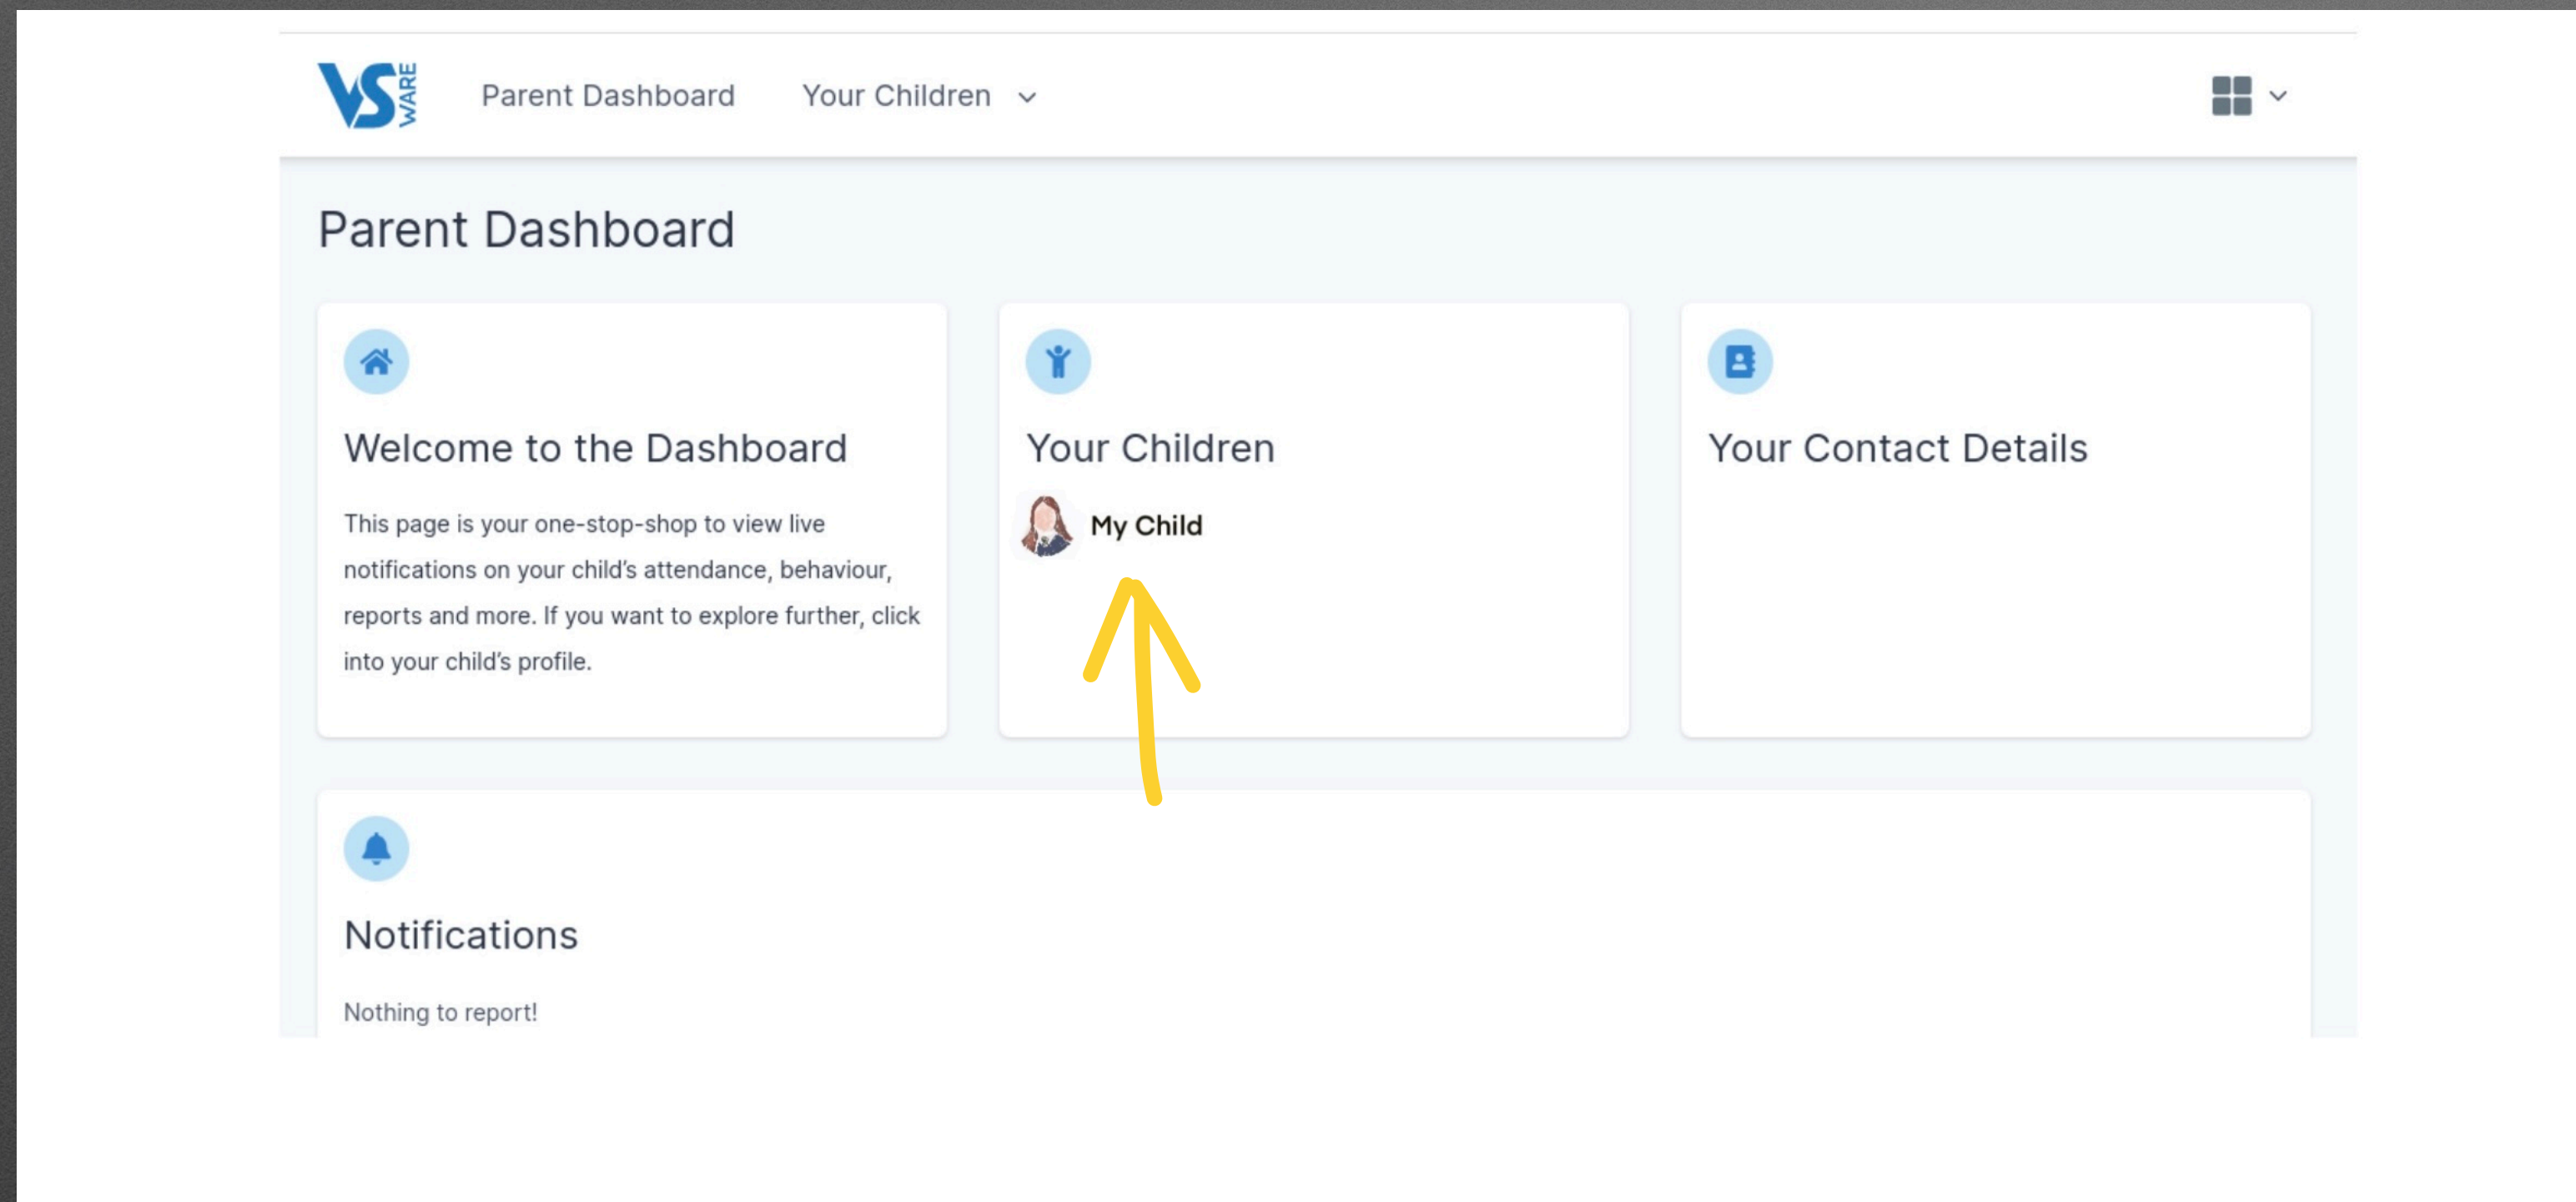 VS WARE
Parent Dashboard
Your Children
Parent Dashboard
Welcome to the Dashboard
This page is your one-stop-shop to view live
notifications on your child's attendance, behaviour,
reports and more. If you want to explore further, click
into your child's profile.
Your Children
My Child
Your Contact Details
Notifications
Nothing to report!